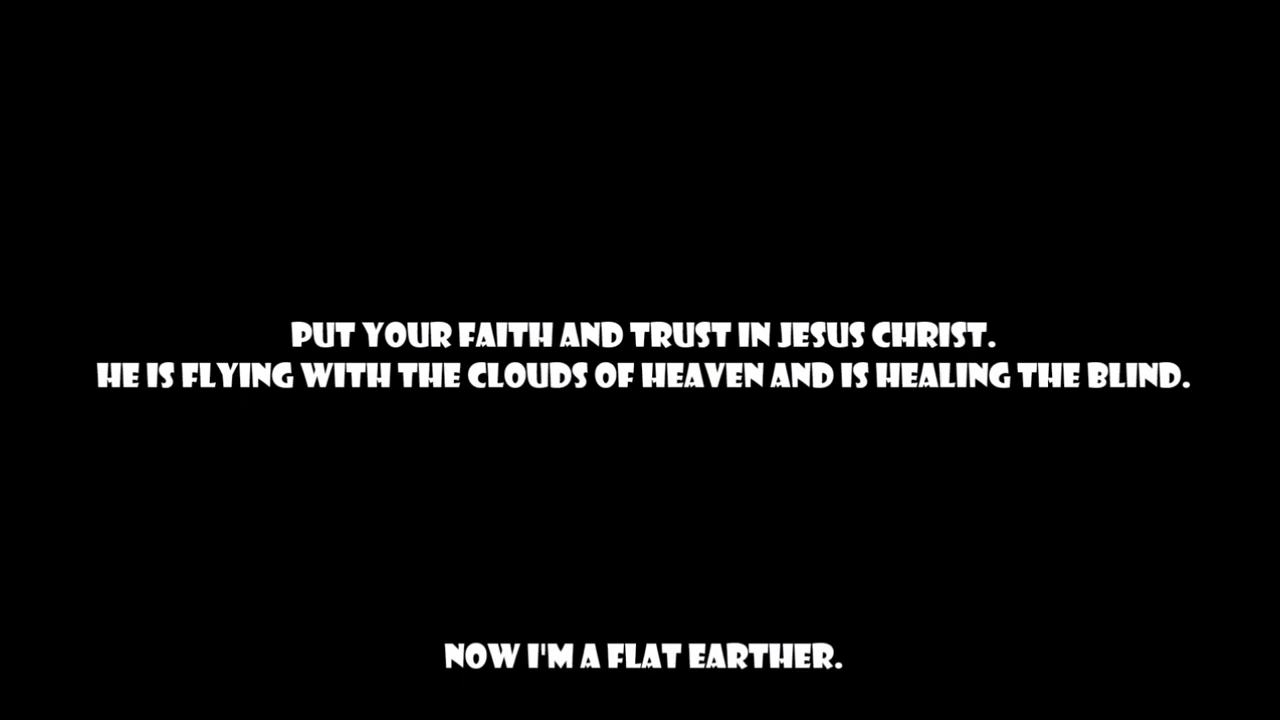 PUT YOUR FAITH AND TRUST IN JESUS CHRIST.
HE IS FLYING WITH THE CLOUDS OF HEAVEN AND IS HEALING THE BLIND.
NOW I'M A FLAT EARTHER.